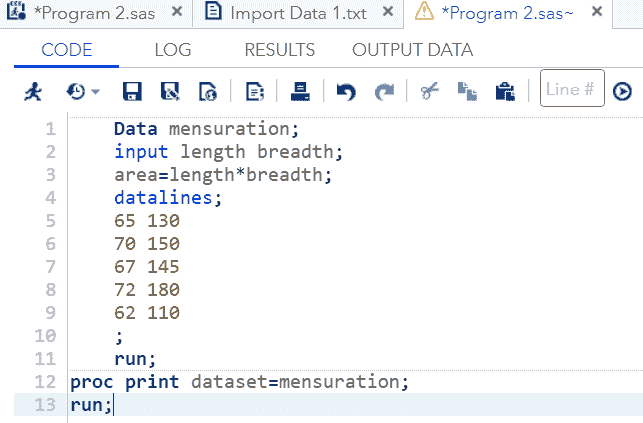 *Program 2.sas × Import Data 1.txt × *Program 2.sas~ ×
CODE LOG RESULTS OUTPUT DATA
Line #
1 Data mensuration;
2 input length breadth;
3 area=length*breadth;
4 datalines;
5 65 130
6 70 150
7 67 145
8 72 180
9 62 110
10 ;
11 run;
12 proc print dataset=mensuration;
13 run;